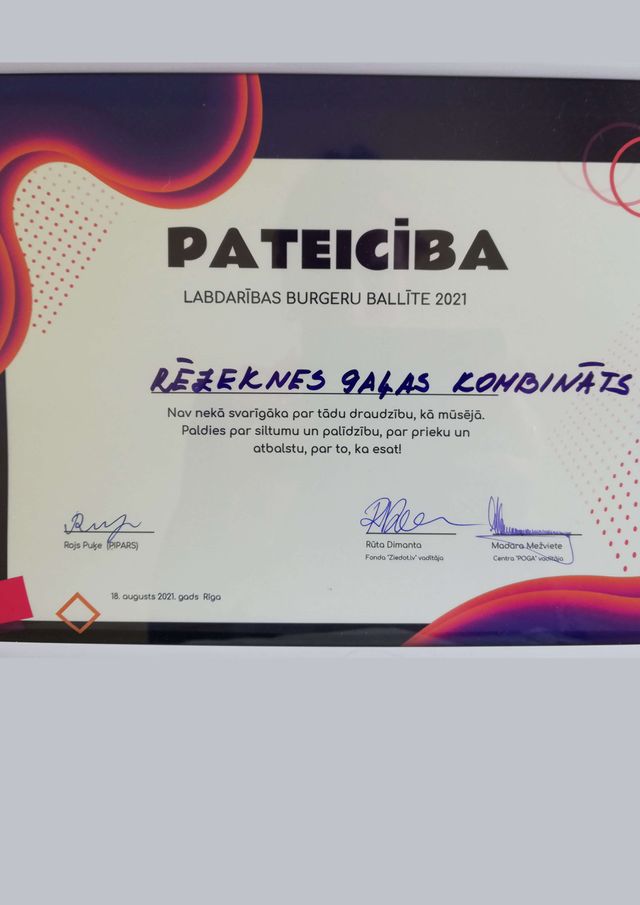 PATEICĪBA
LABDARĪBAS BURGERU BALLĪTE 2021
RĒZEKNES GAĻAS KOMBINĀTS
Nav nekā svarīgāka par tādu draudzību, kā mūsējā.
Paldies par siltumu un palīdzību, par prieku un
atbalstu, par to, ka esat!
Rojs Puķe (PIPARS)
Rūta Dimanta
Fonda "Ziedot.lv" vadītāja
Madara Mežviete
Centra "POGA" vadītāja
18. augusts 2021. gads Rīga